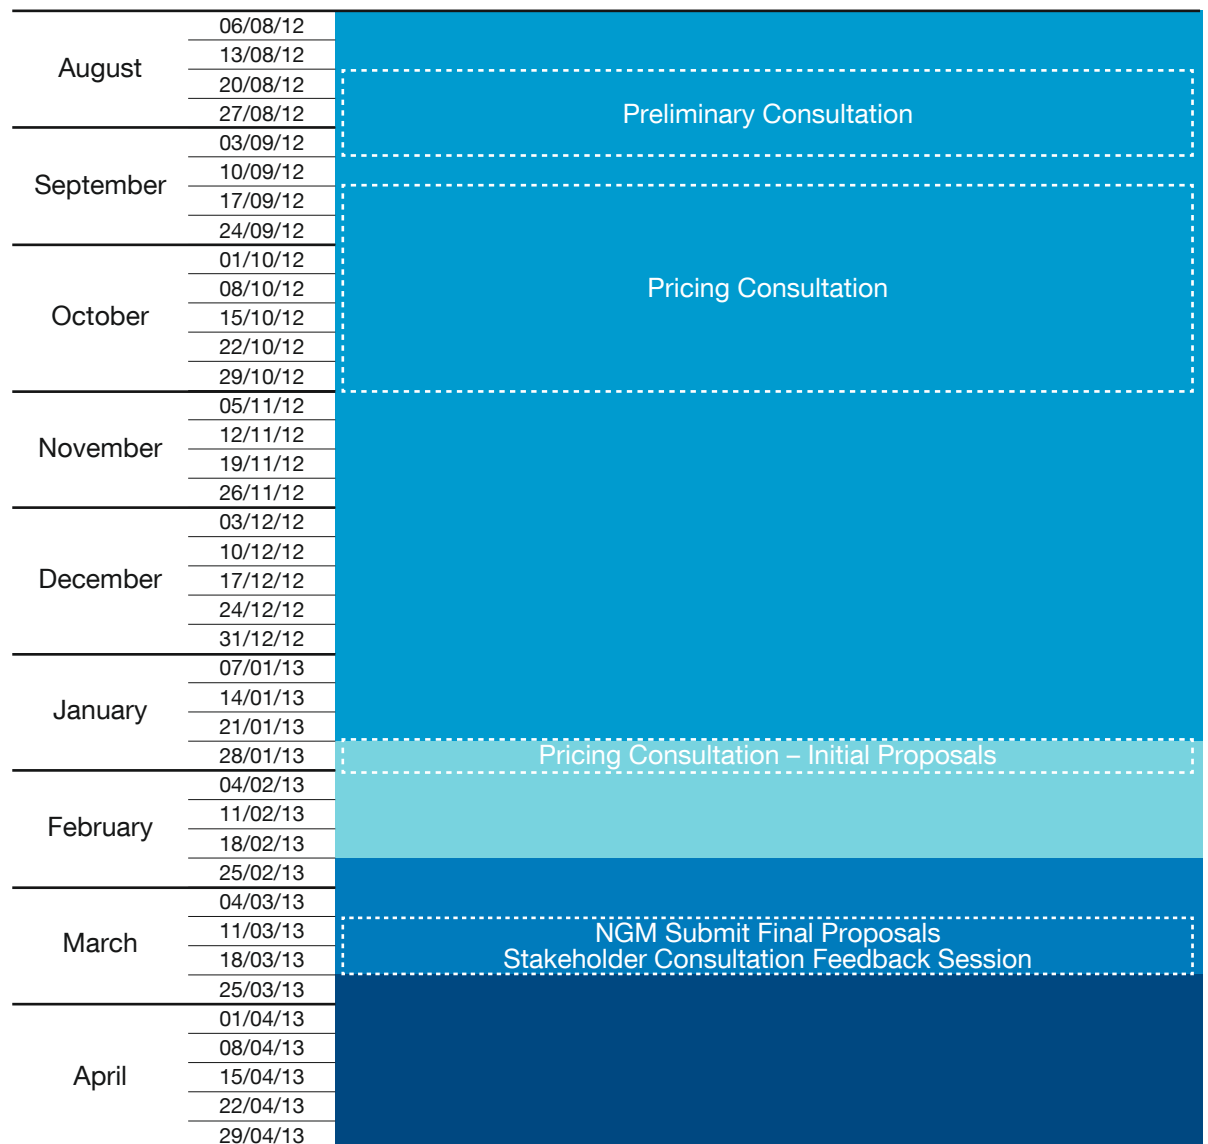 August
06/08/12
13/08/12
20/08/12
27/08/12
Preliminary Consultation
September
03/09/12
10/09/12
17/09/12
24/09/12
October
01/10/12
08/10/12
15/10/12
22/10/12
29/10/12
Pricing Consultation
November
05/11/12
12/11/12
19/11/12
26/11/12
December
03/12/12
10/12/12
17/12/12
24/12/12
31/12/12
January
07/01/13
14/01/13
21/01/13
28/01/13
Pricing Consultation – Initial Proposals
February
04/02/13
11/02/13
18/02/13
25/02/13
March
04/03/13
11/03/13
18/03/13
25/03/13
NGM Submit Final Proposals
Stakeholder Consultation Feedback Session
April
01/04/13
08/04/13
15/04/13
22/04/13
29/04/13